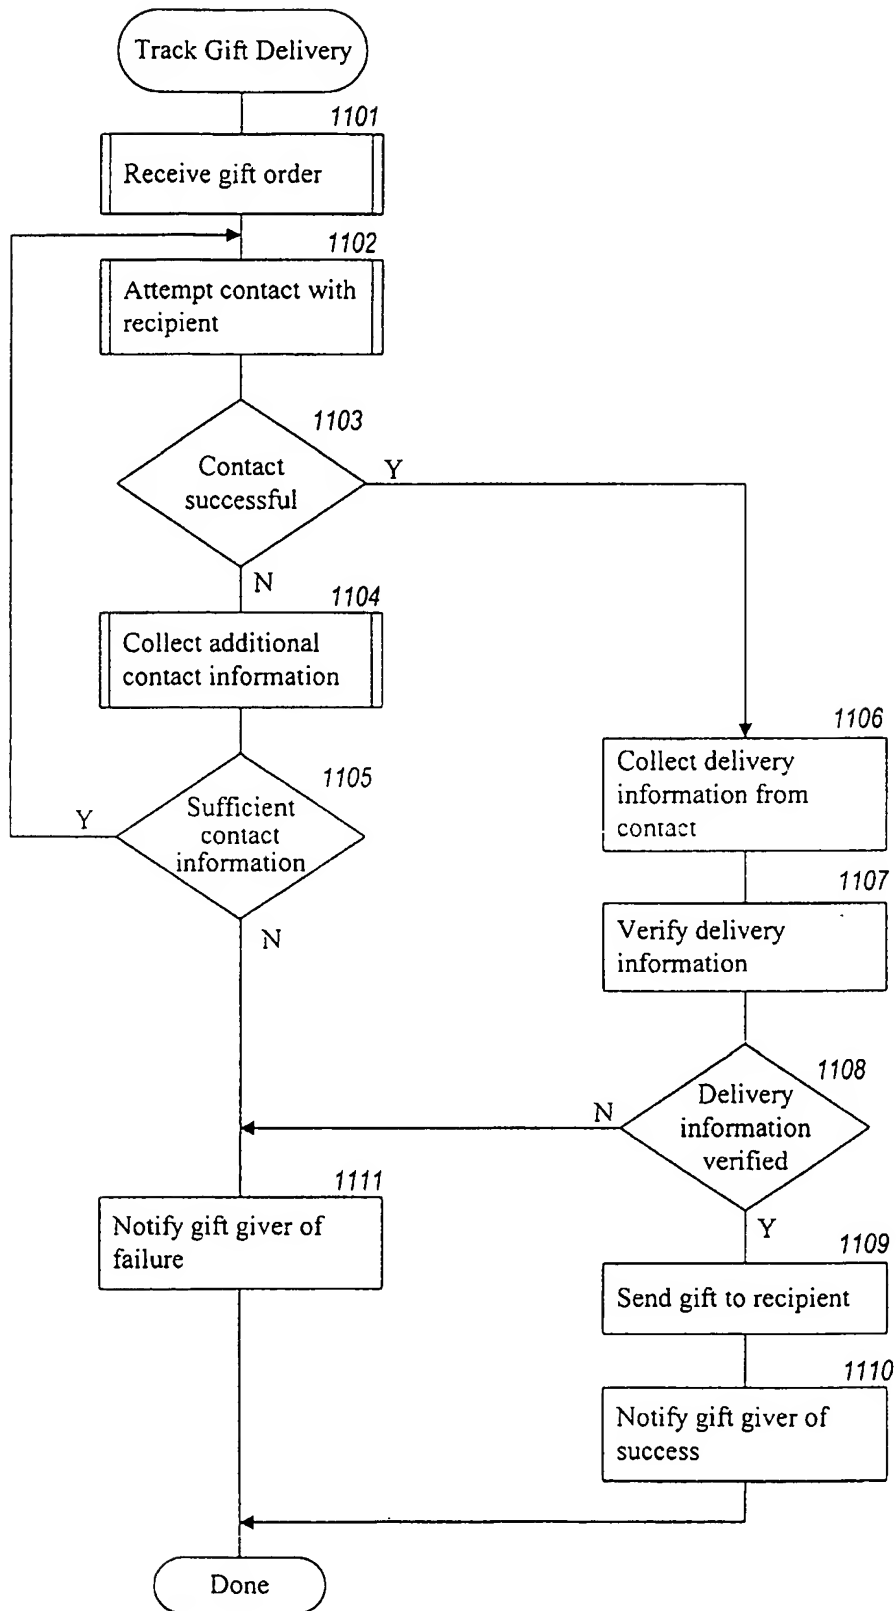 Track Gift Delivery
1101
Receive gift order
1102
Attempt contact with
recipient
1103
Contact
successful
Y
N
1104
Collect additional
contact information
1105
Sufficient
contact
information
Y
N
1106
Collect delivery
information from
contact
1107
Verify delivery
information
1108
Delivery
information
verified
N
Y
1109
Send gift to recipient
1110
Notify gift giver of
success
1111
Notify gift giver of
failure
Done